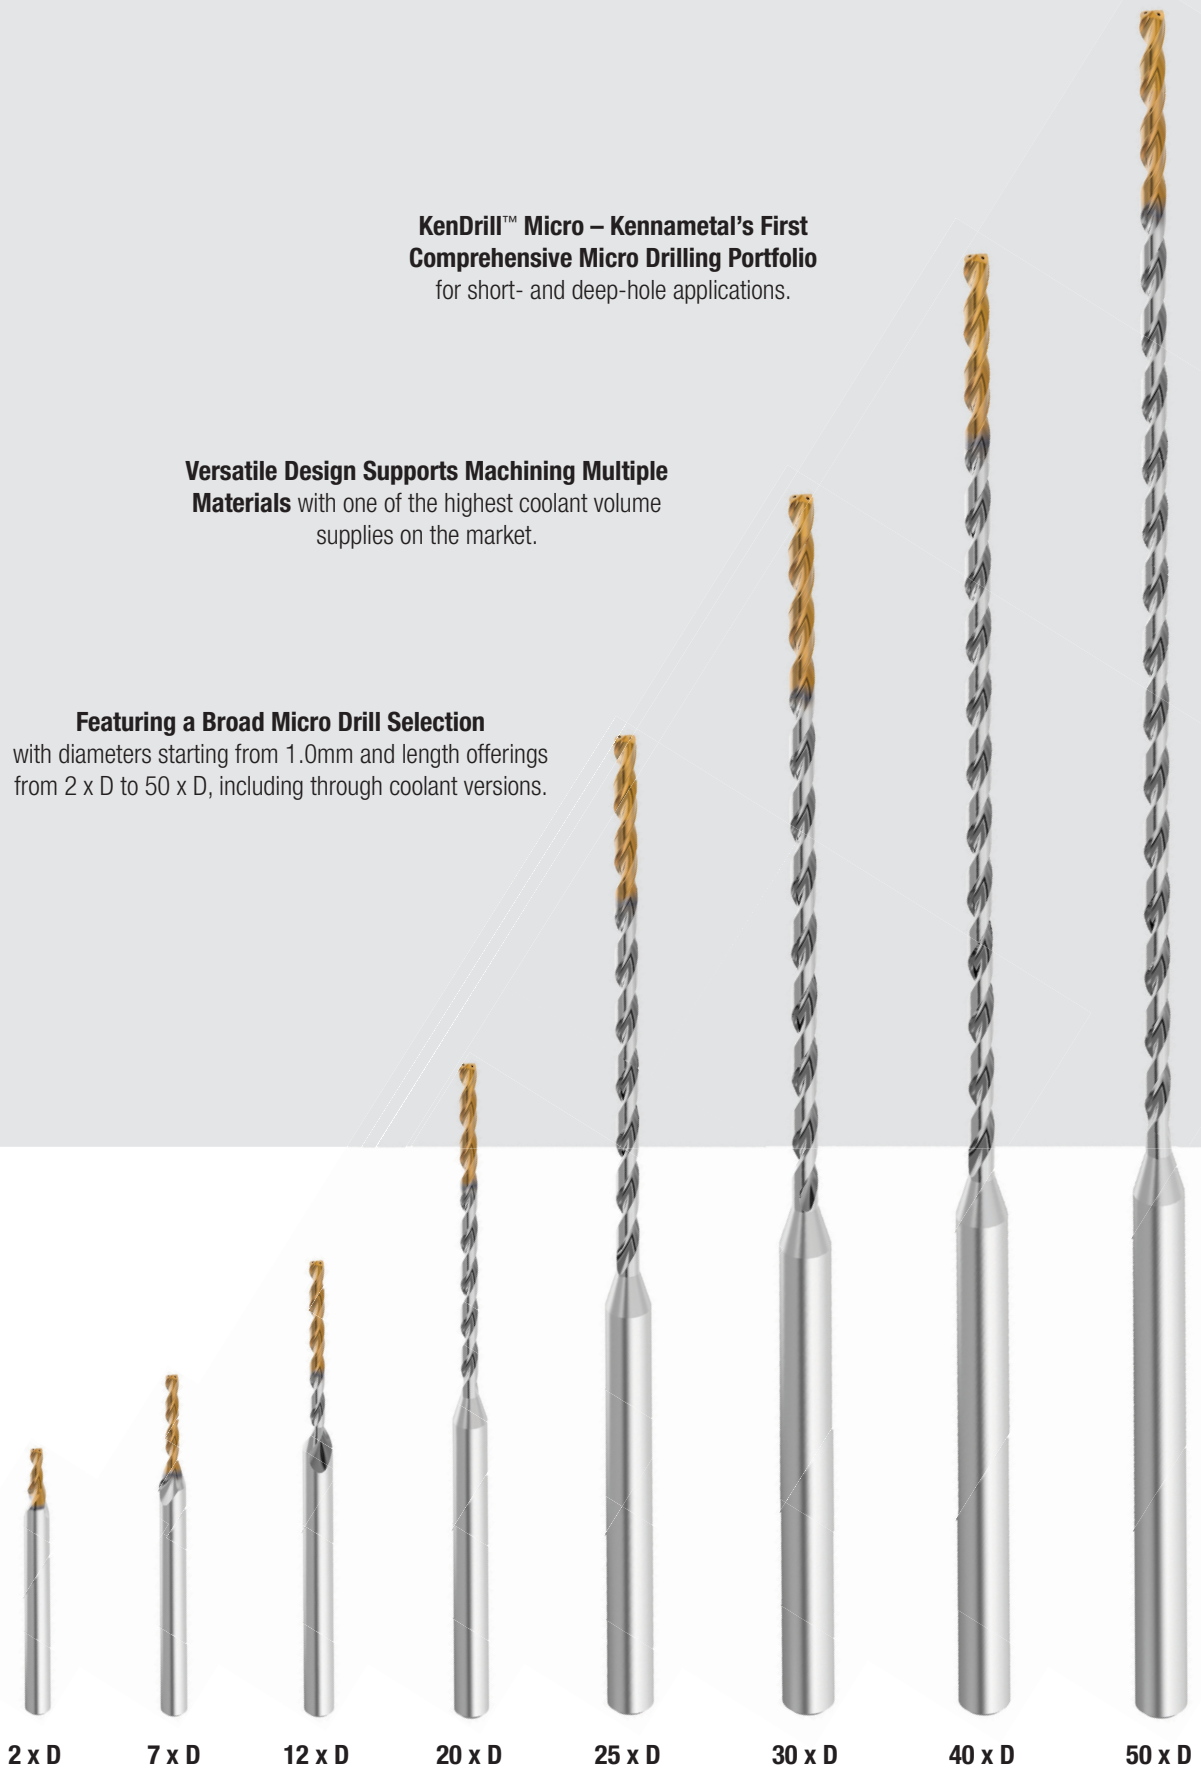 KenDrill™ Micro – Kennametal's First
Comprehensive Micro Drilling Portfolio
for short- and deep-hole applications.
Versatile Design Supports Machining Multiple
Materials with one of the highest coolant volume
supplies on the market.
Featuring a Broad Micro Drill Selection
with diameters starting from 1.0mm and length offerings
from 2 x D to 50 x D, including through coolant versions.
2 x D 7 x D 12 x D 20 x D 25 x D 30 x D 40 x D 50 x D